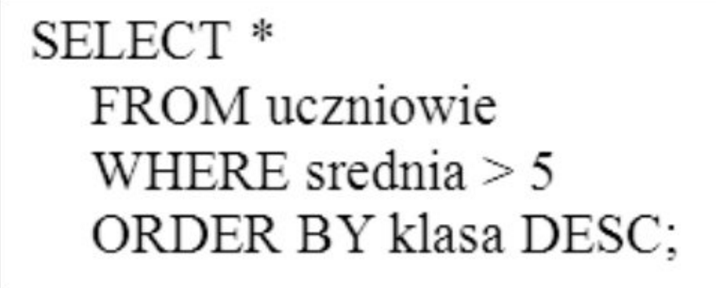 SELECT *
FROM uczniowie
WHERE srednia > 5
ORDER BY klasa DESC;